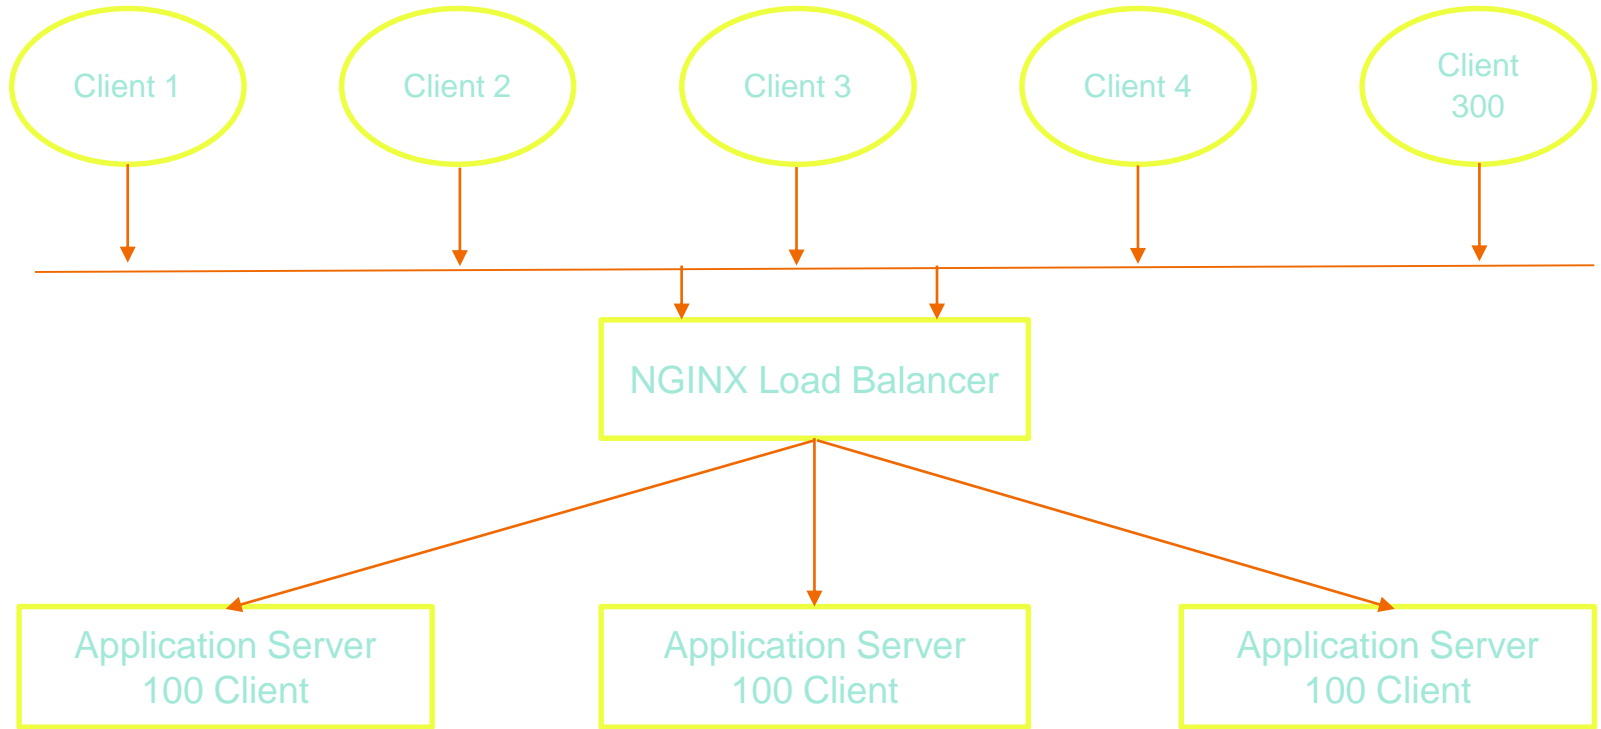 Client 1
Client 2
Client 3
Client 4
Client
300
NGINX Load Balancer
Application Server
100 Client
Application Server
100 Client
Application Server
100 Client